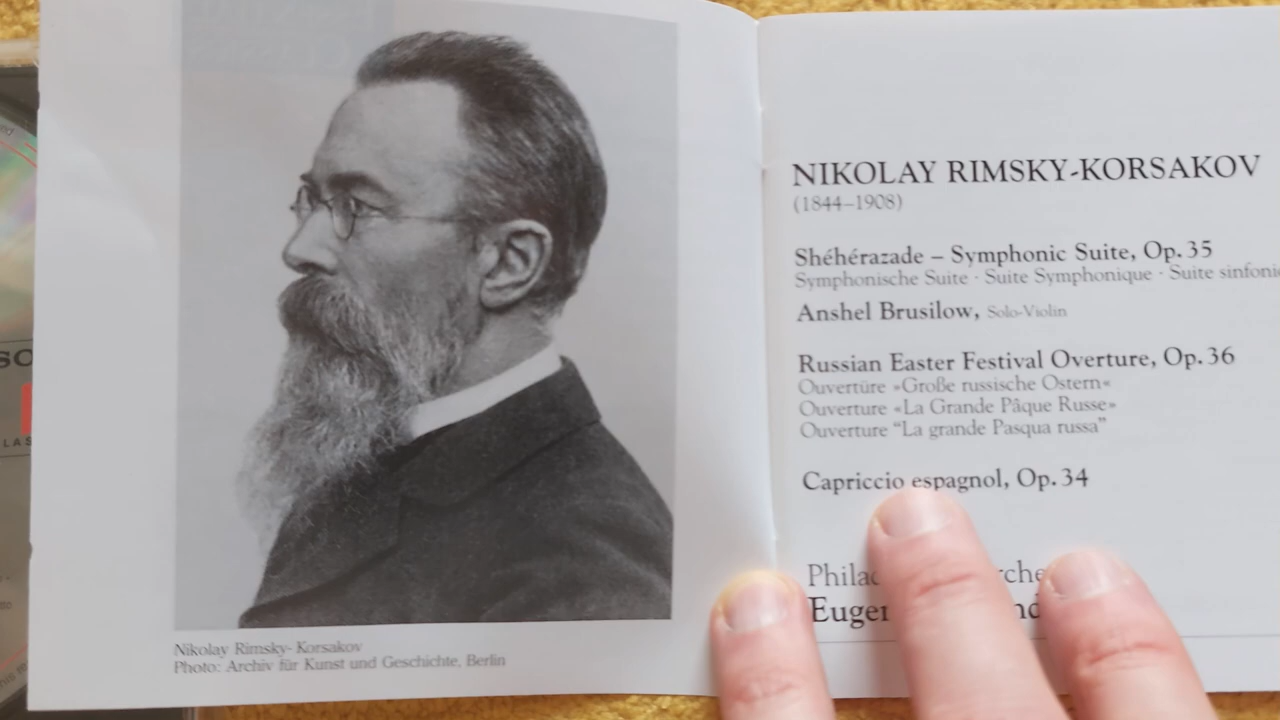 Nikolay Rimsky-Korsakov
Photo: Archiv für Kunst und Geschichte, Berlin
NIKOLAY RIMSKY-KORSAKOV
(1844–1908)
Shéhérazade – Symphonic Suite, Op. 35
Symphonische Suite · Suite Symphonique · Suite
Anshel Brusilow, Solo-Violin
Russian Easter Festival Overture, Op. 36
Ouvertüre »Große russische Ostern«
Ouverture «La Grande Pâque Russe»
Ouverture “La grande Pasqua russa”
Capriccio espagnol, Op. 34